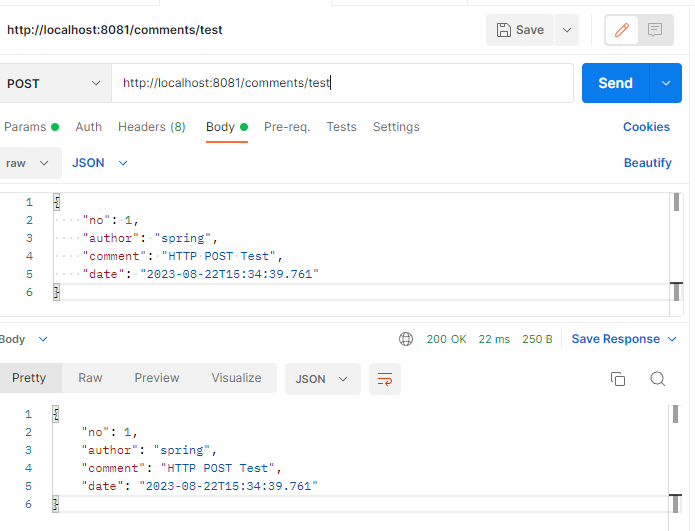 http://localhost:8081/comments/test Save
POST http://localhost:8081/comments/test Send
Params Auth Headers (8) Body Pre-req. Tests Settings Cookies
raw JSON Beautify
1 {
2 "no": 1,
3 "author": "spring",
4 "comment": "HTTP POST Test",
5 "date": "2023-08-22T15:34:39.761"
6 }
Body 200 OK 22 ms 250 B Save Response
Pretty Raw Preview Visualize JSON
1 {
2 "no": 1,
3 "author": "spring",
4 "comment": "HTTP POST Test",
5 "date": "2023-08-22T15:34:39.761"
6 }